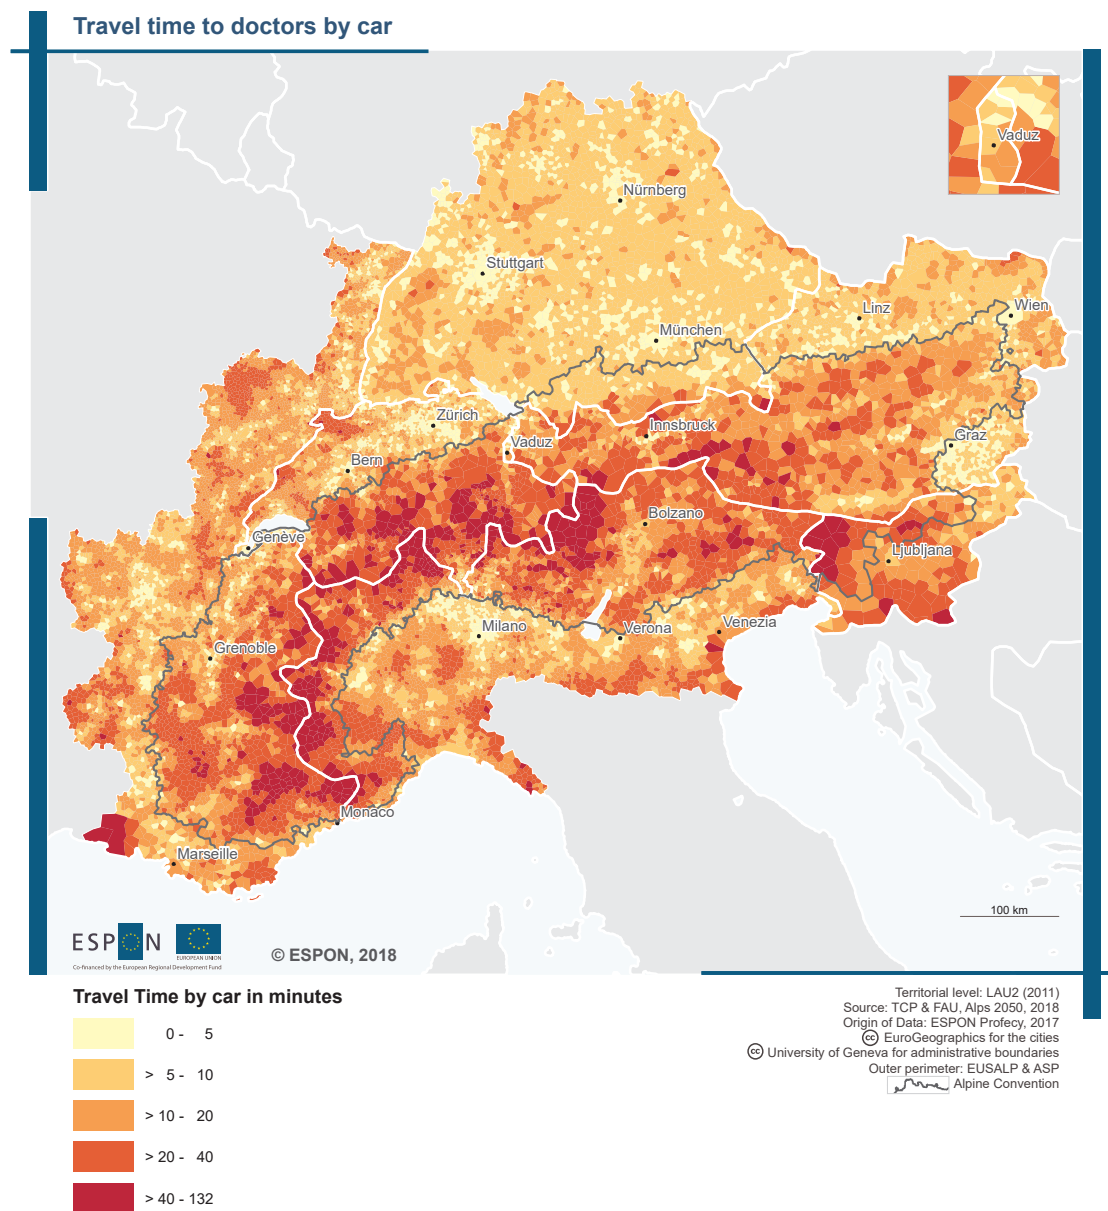 Travel time to doctors by car
Vaduz
Nürnberg
Stuttgart
Linz
Wien
München
Zürich
Innsbruck
Vaduz
Graz
Bern
Bolzano
Genève
Ljubljana
Milano
Verona
Venezia
Grenoble
Monaco
Marseille
100 km
ESPON
EUROPEAN UNION
© ESPON, 2018
Co-financed by the European Regional Development Fund
Travel Time by car in minutes
0 - 5
> 5 - 10
> 10 - 20
> 20 - 40
> 40 - 132
Territorial level: LAU2 (2011)
Source: TCP & FAU, Alps 2050, 2018
Origin of Data: ESPON Profecy, 2017
cc EuroGeographics for the cities
cc University of Geneva for administrative boundaries
Outer perimeter: EUSALP & ASP
Alpine Convention